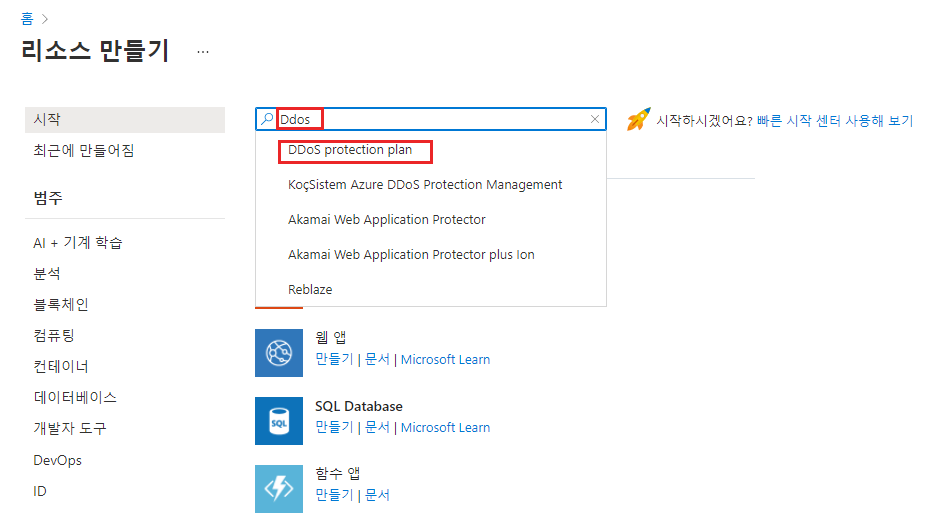 홈 >
리소스 만들기 ...
시작
최근에 만들어짐
범주
AI + 기계 학습
분석
블록체인
컴퓨팅
컨테이너
데이터베이스
개발자 도구
DevOps
ID
Ddos
DDoS protection plan
KoçSistem Azure DDoS Protection Management
Akamai Web Application Protector
Akamai Web Application Protector plus Ion
Reblaze
시작하시겠어요? 빠른 시작 센터 사용해 보기
웹 앱
만들기 | 문서 | Microsoft Learn
SQL
SQL Database
만들기 | 문서 | Microsoft Learn
함수 앱
만들기 | 문서